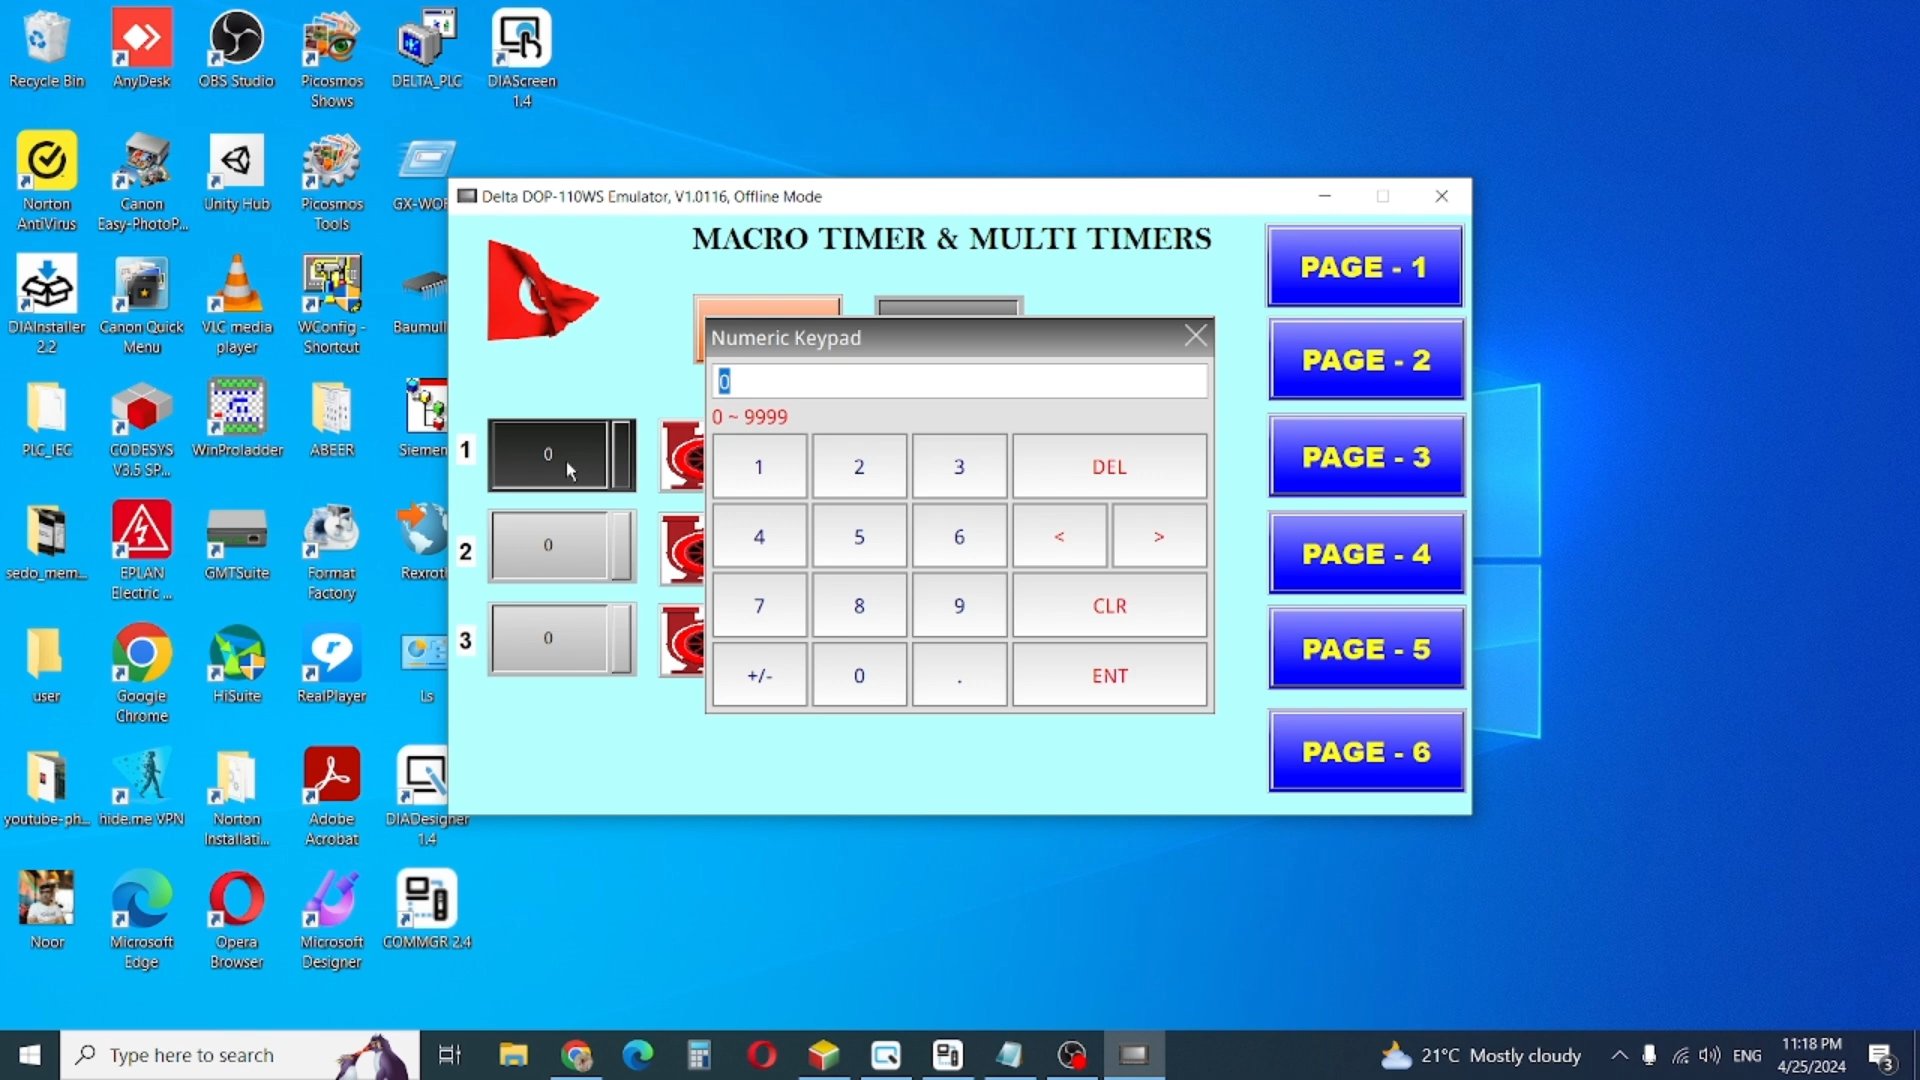 Recycle Bin
AnyDesk
OBS Studio
Picosmos
Shows
DELTA_PLC
DIAScreen
1.4
Norton
AntiVirus
Canon
Easy-PhotoP...
Unity Hub
Picosmos
Tools
GX-WO
DIAInstaller
2.2
Canon Quick
Menu
VLC media
player
WConfig -
Shortcut
Baumull
PLC_IEC
CODESYS
V3.5 SP...
WinProladder
ABEER
Siemen
sedo_mem...
EPLAN
Electric ...
GMTSuite
Format
Factory
Rexrot
user
Google
Chrome
HiSuite
RealPlayer
Ls
youtube-ph...
hide.me VPN
Norton
Installati...
Adobe
Acrobat
DIADesigner
1.4
Noor
Microsoft
Edge
Opera
Browser
Microsoft
Designer
COMMGR 2.4
Delta DOP-110WS Emulator, V1.0116, Offline Mode
MACRO TIMER & MULTI TIMERS
1
0
2
0
3
0
Numeric Keypad
0
0 ~ 9999
1 2 3 DEL
4 5 6 < >
7 8 9 CLR
+/- 0 . ENT
PAGE - 1
PAGE - 2
PAGE - 3
PAGE - 4
PAGE - 5
PAGE - 6
Type here to search
21°C Mostly cloudy
ENG
11:18 PM
4/25/2024
3